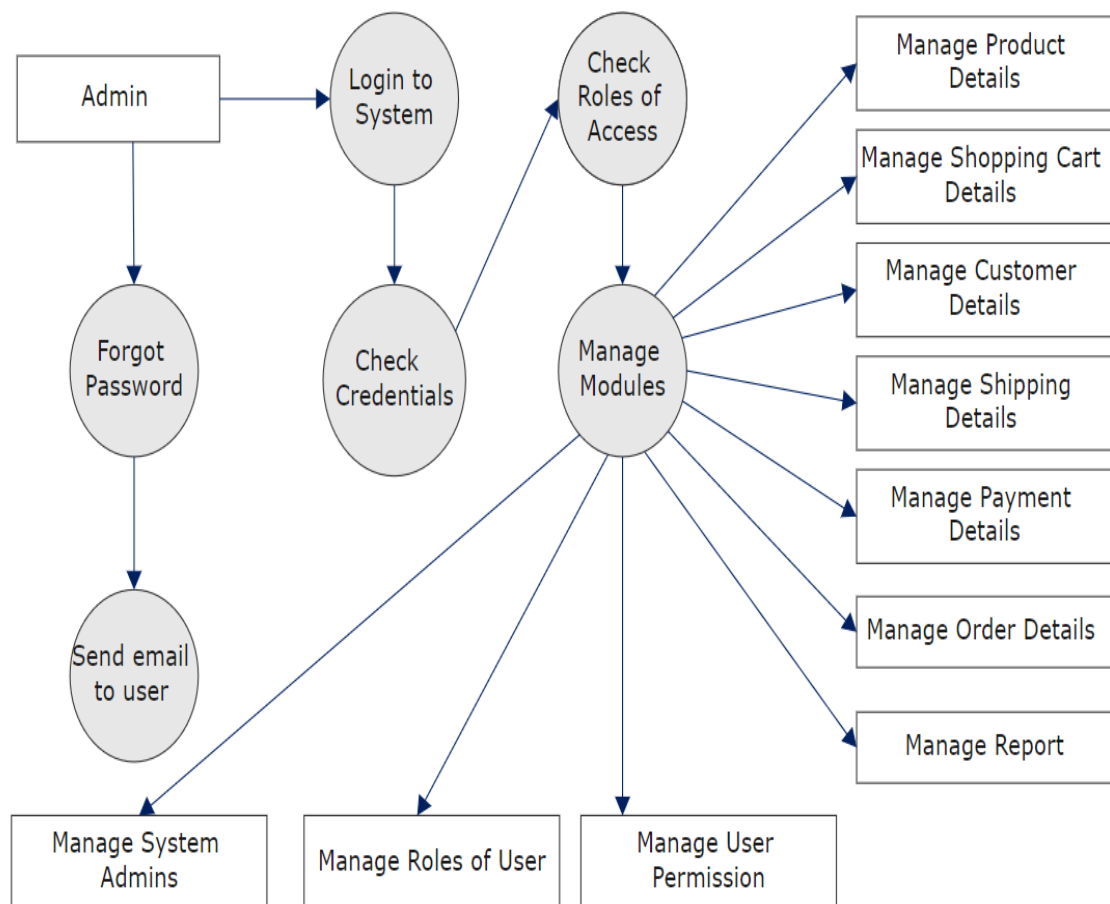 Admin
Login to
System
Check
Roles of
Access
Manage Product
Details
Manage Shopping Cart
Details
Manage Customer
Details
Forgot
Password
Check
Credentials
Manage
Modules
Manage Shipping
Details
Manage Payment
Details
Manage Order Details
Send email
to user
Manage Report
Manage System
Admins
Manage Roles of User
Manage User
Permission